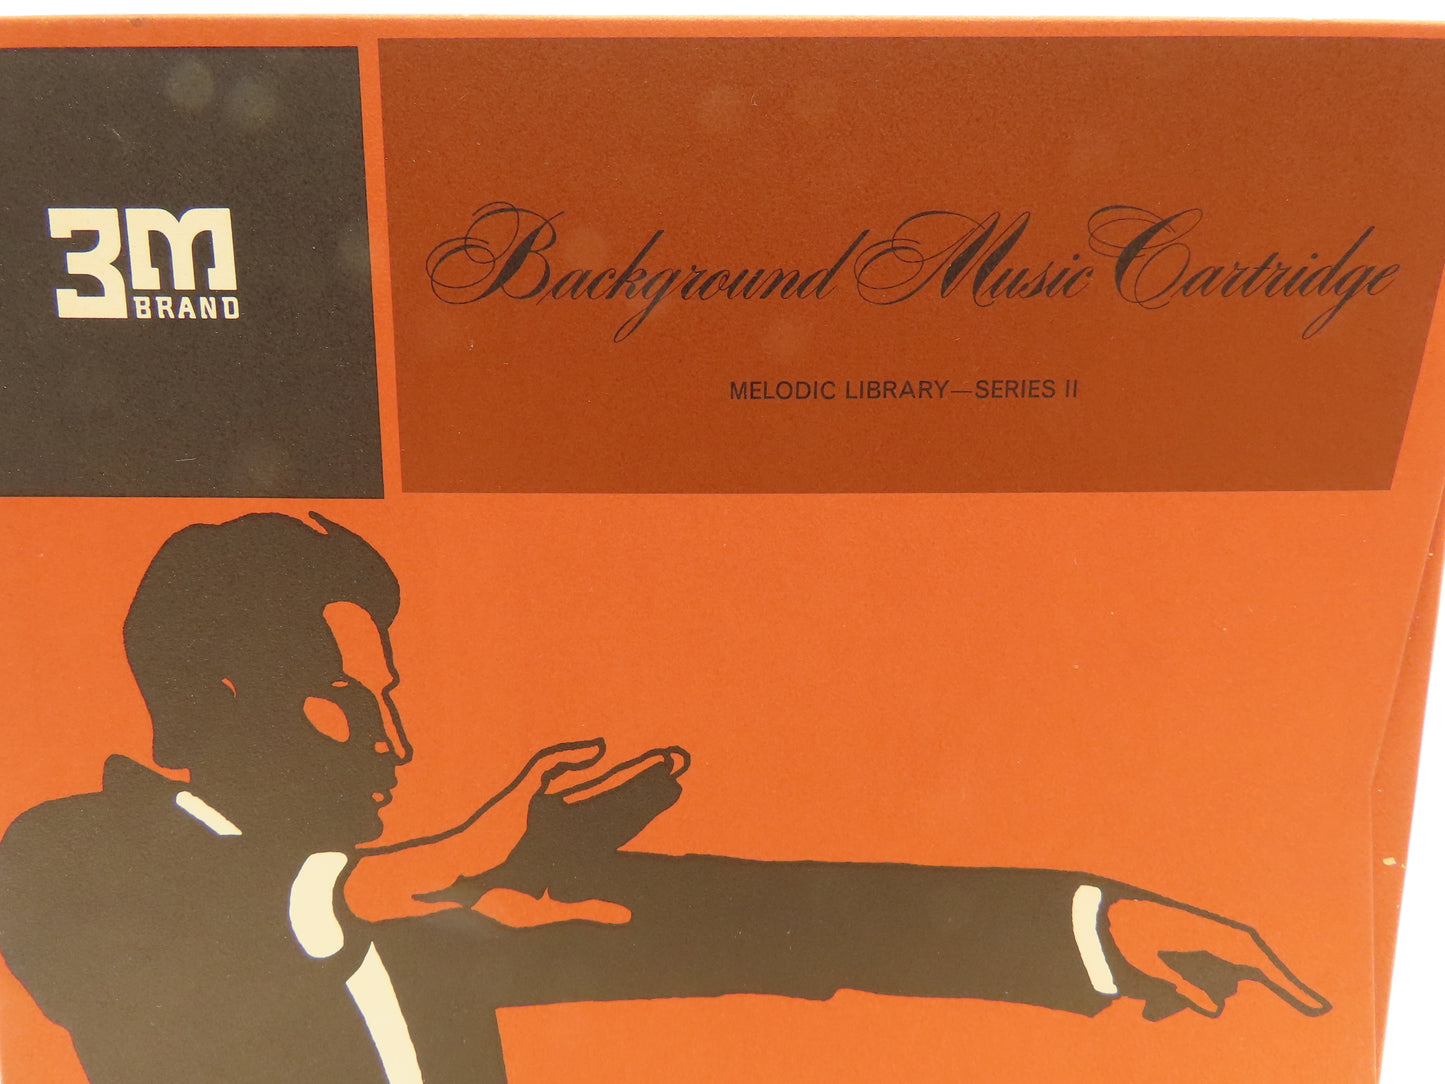 3M
BRAND
Background Music Cartridge
MELODIC LIBRARY—SERIES II